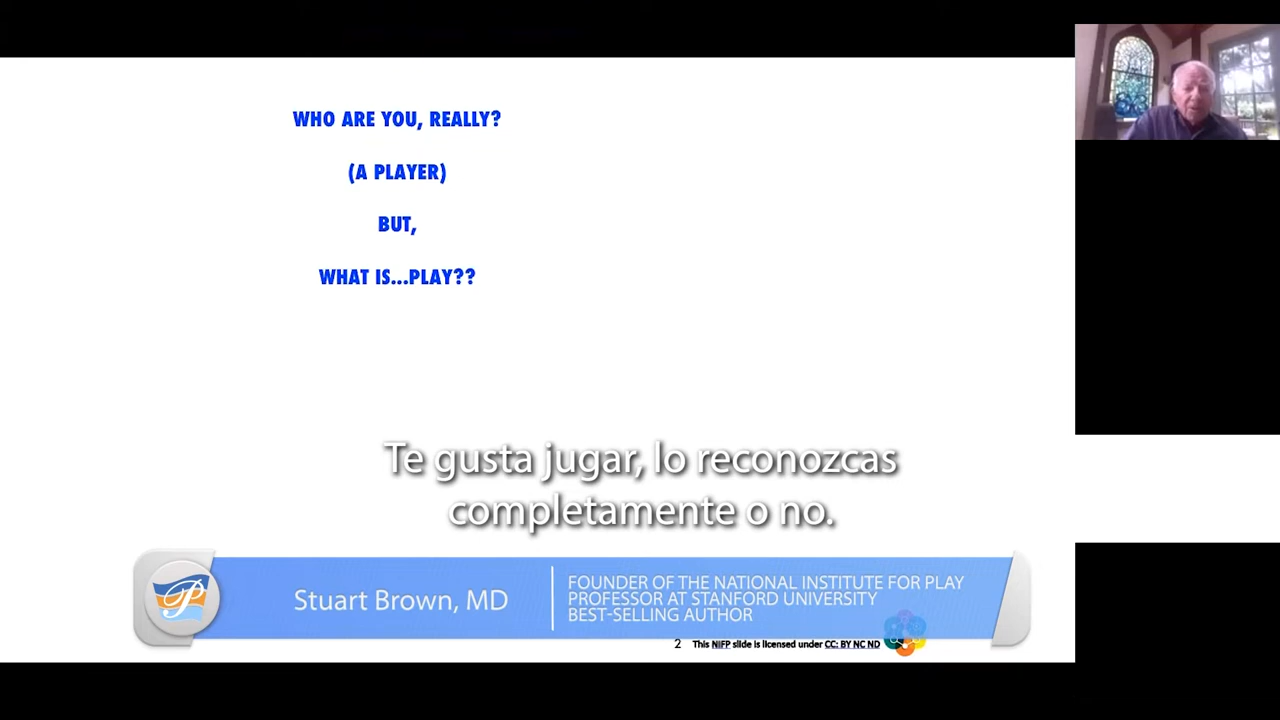 WHO ARE YOU, REALLY?
(A PLAYER)
BUT,
WHAT IS...PLAY??
Te gusta jugar, lo reconozcas
completamente o no.
P
Stuart Brown, MD
FOUNDER OF THE NATIONAL INSTITUTE FOR PLAY
PROFESSOR AT STANFORD UNIVERSITY
BEST-SELLING AUTHOR
2 This NIFP slide is licensed under CC: BY NC ND